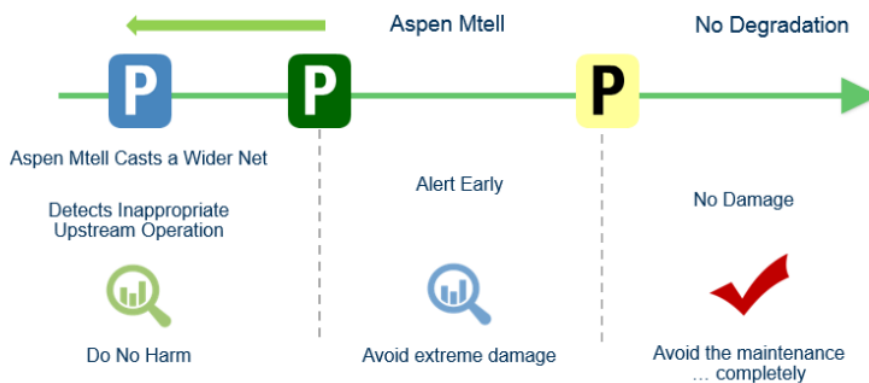 Aspen Mtell
No Degradation
P
P
P
Aspen Mtell Casts a Wider Net
Detects Inappropriate
Upstream Operation
Do No Harm
Alert Early
Avoid extreme damage
No Damage
Avoid the maintenance
... completely